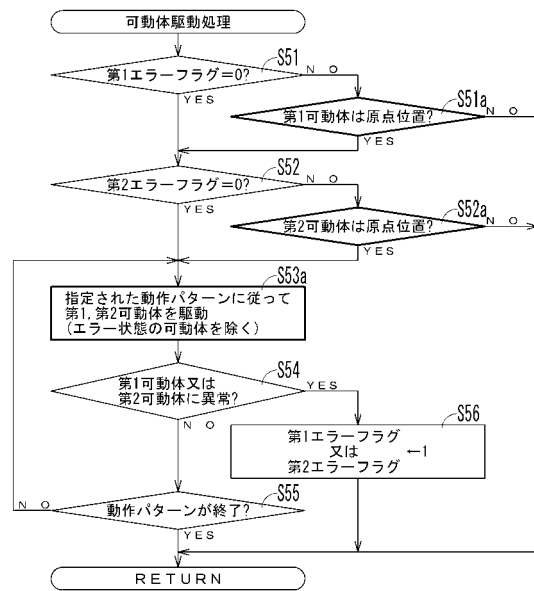 可動体駆動処理
S51
第1エラーフラグ=0?
NO
YES
S51a
第1可動体は原点位置?
NO
YES
S52
第2エラーフラグ=0?
NO
YES
S52a
第2可動体は原点位置?
NO
YES
S53a
指定された動作パターンに従って
第1,第2可動体を駆動
(エラー状態の可動体を除く)
S54
第1可動体又は
第2可動体に異常?
YES
NO
S56
第1エラーフラグ
又は ←1
第2エラーフラグ
S55
動作パターンが終了?
NO
YES
RETURN